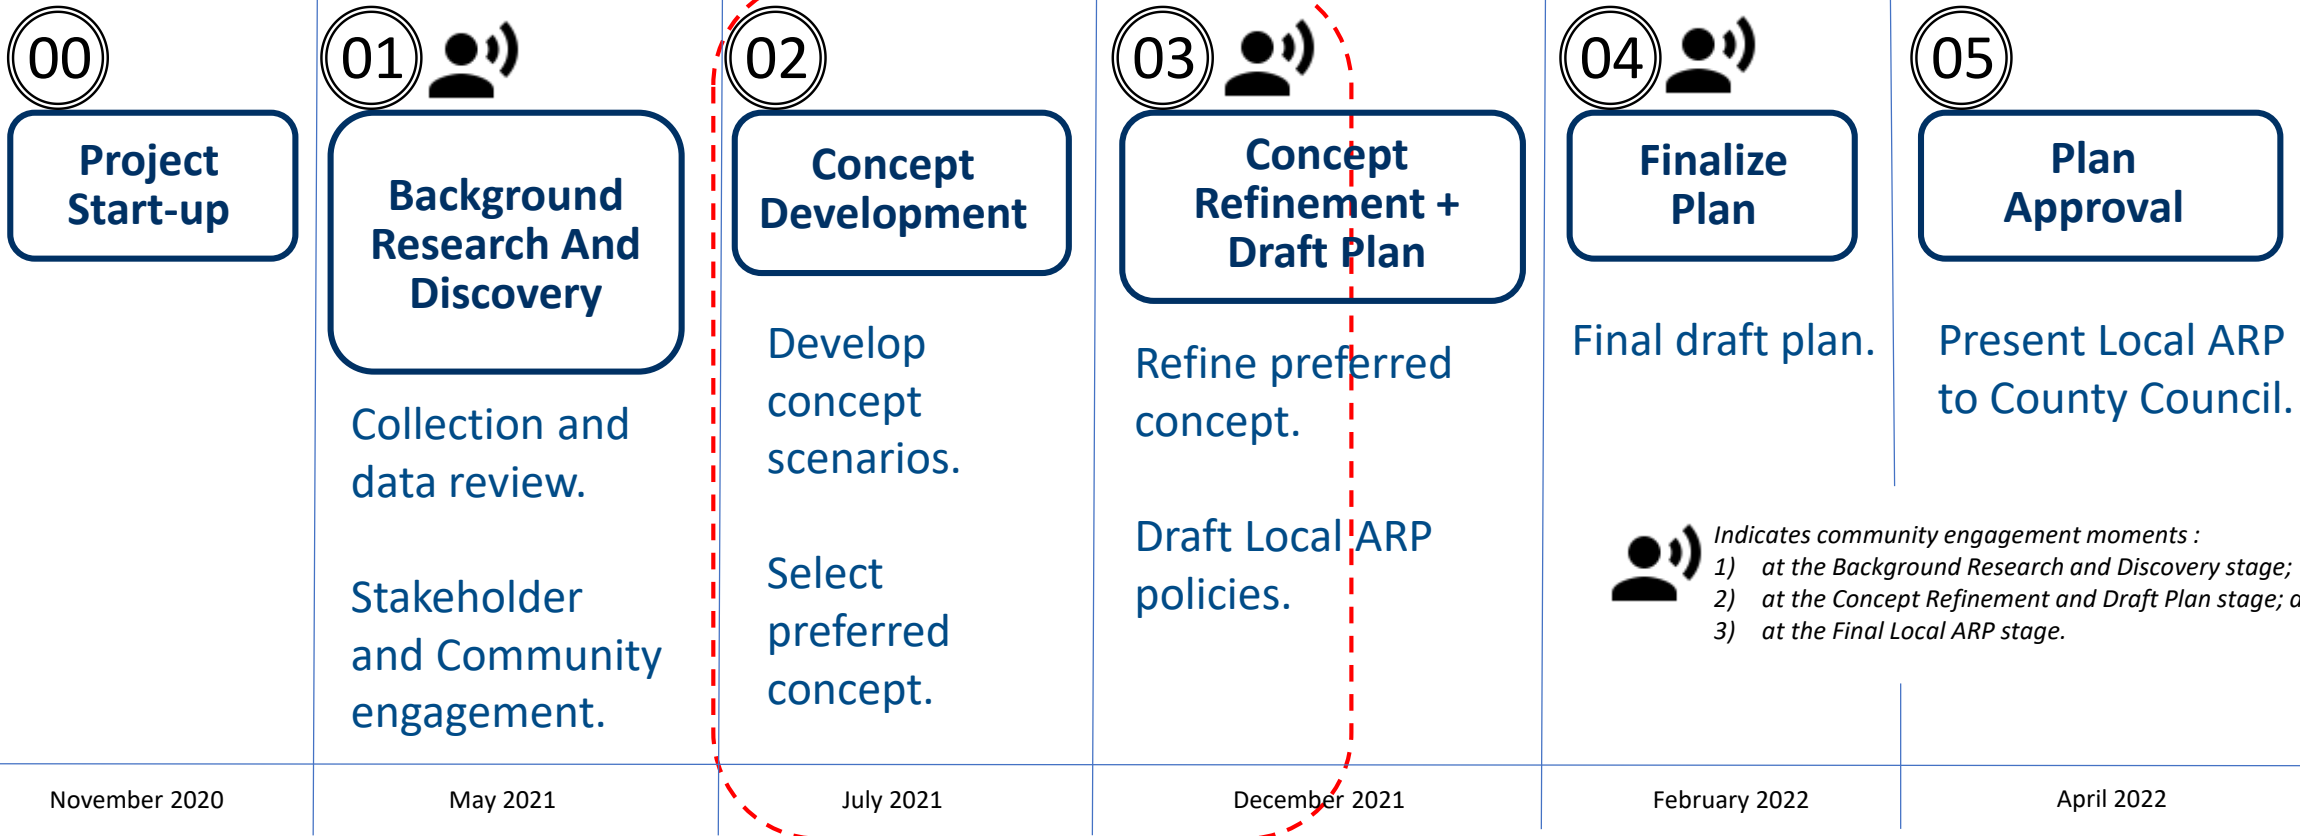 00
Project
Start-up
November 2020
01
Background
Research And
Discovery
Collection and
data review.
Stakeholder
and Community
engagement.
May 2021
02
Concept
Development
Develop
concept
scenarios.
Select
preferred
concept.
July 2021
03
Concept
Refinement +
Draft Plan
Refine preferred
concept.
Draft Local ARP
policies.
December 2021
04
Finalize
Plan
Final draft plan.
February 2022
05
Plan
Approval
Present Local ARP
to County Council.
April 2022
Indicates community engagement moments :
1) at the Background Research and Discovery stage;
2) at the Concept Refinement and Draft Plan stage;
3) at the Final Local ARP stage.